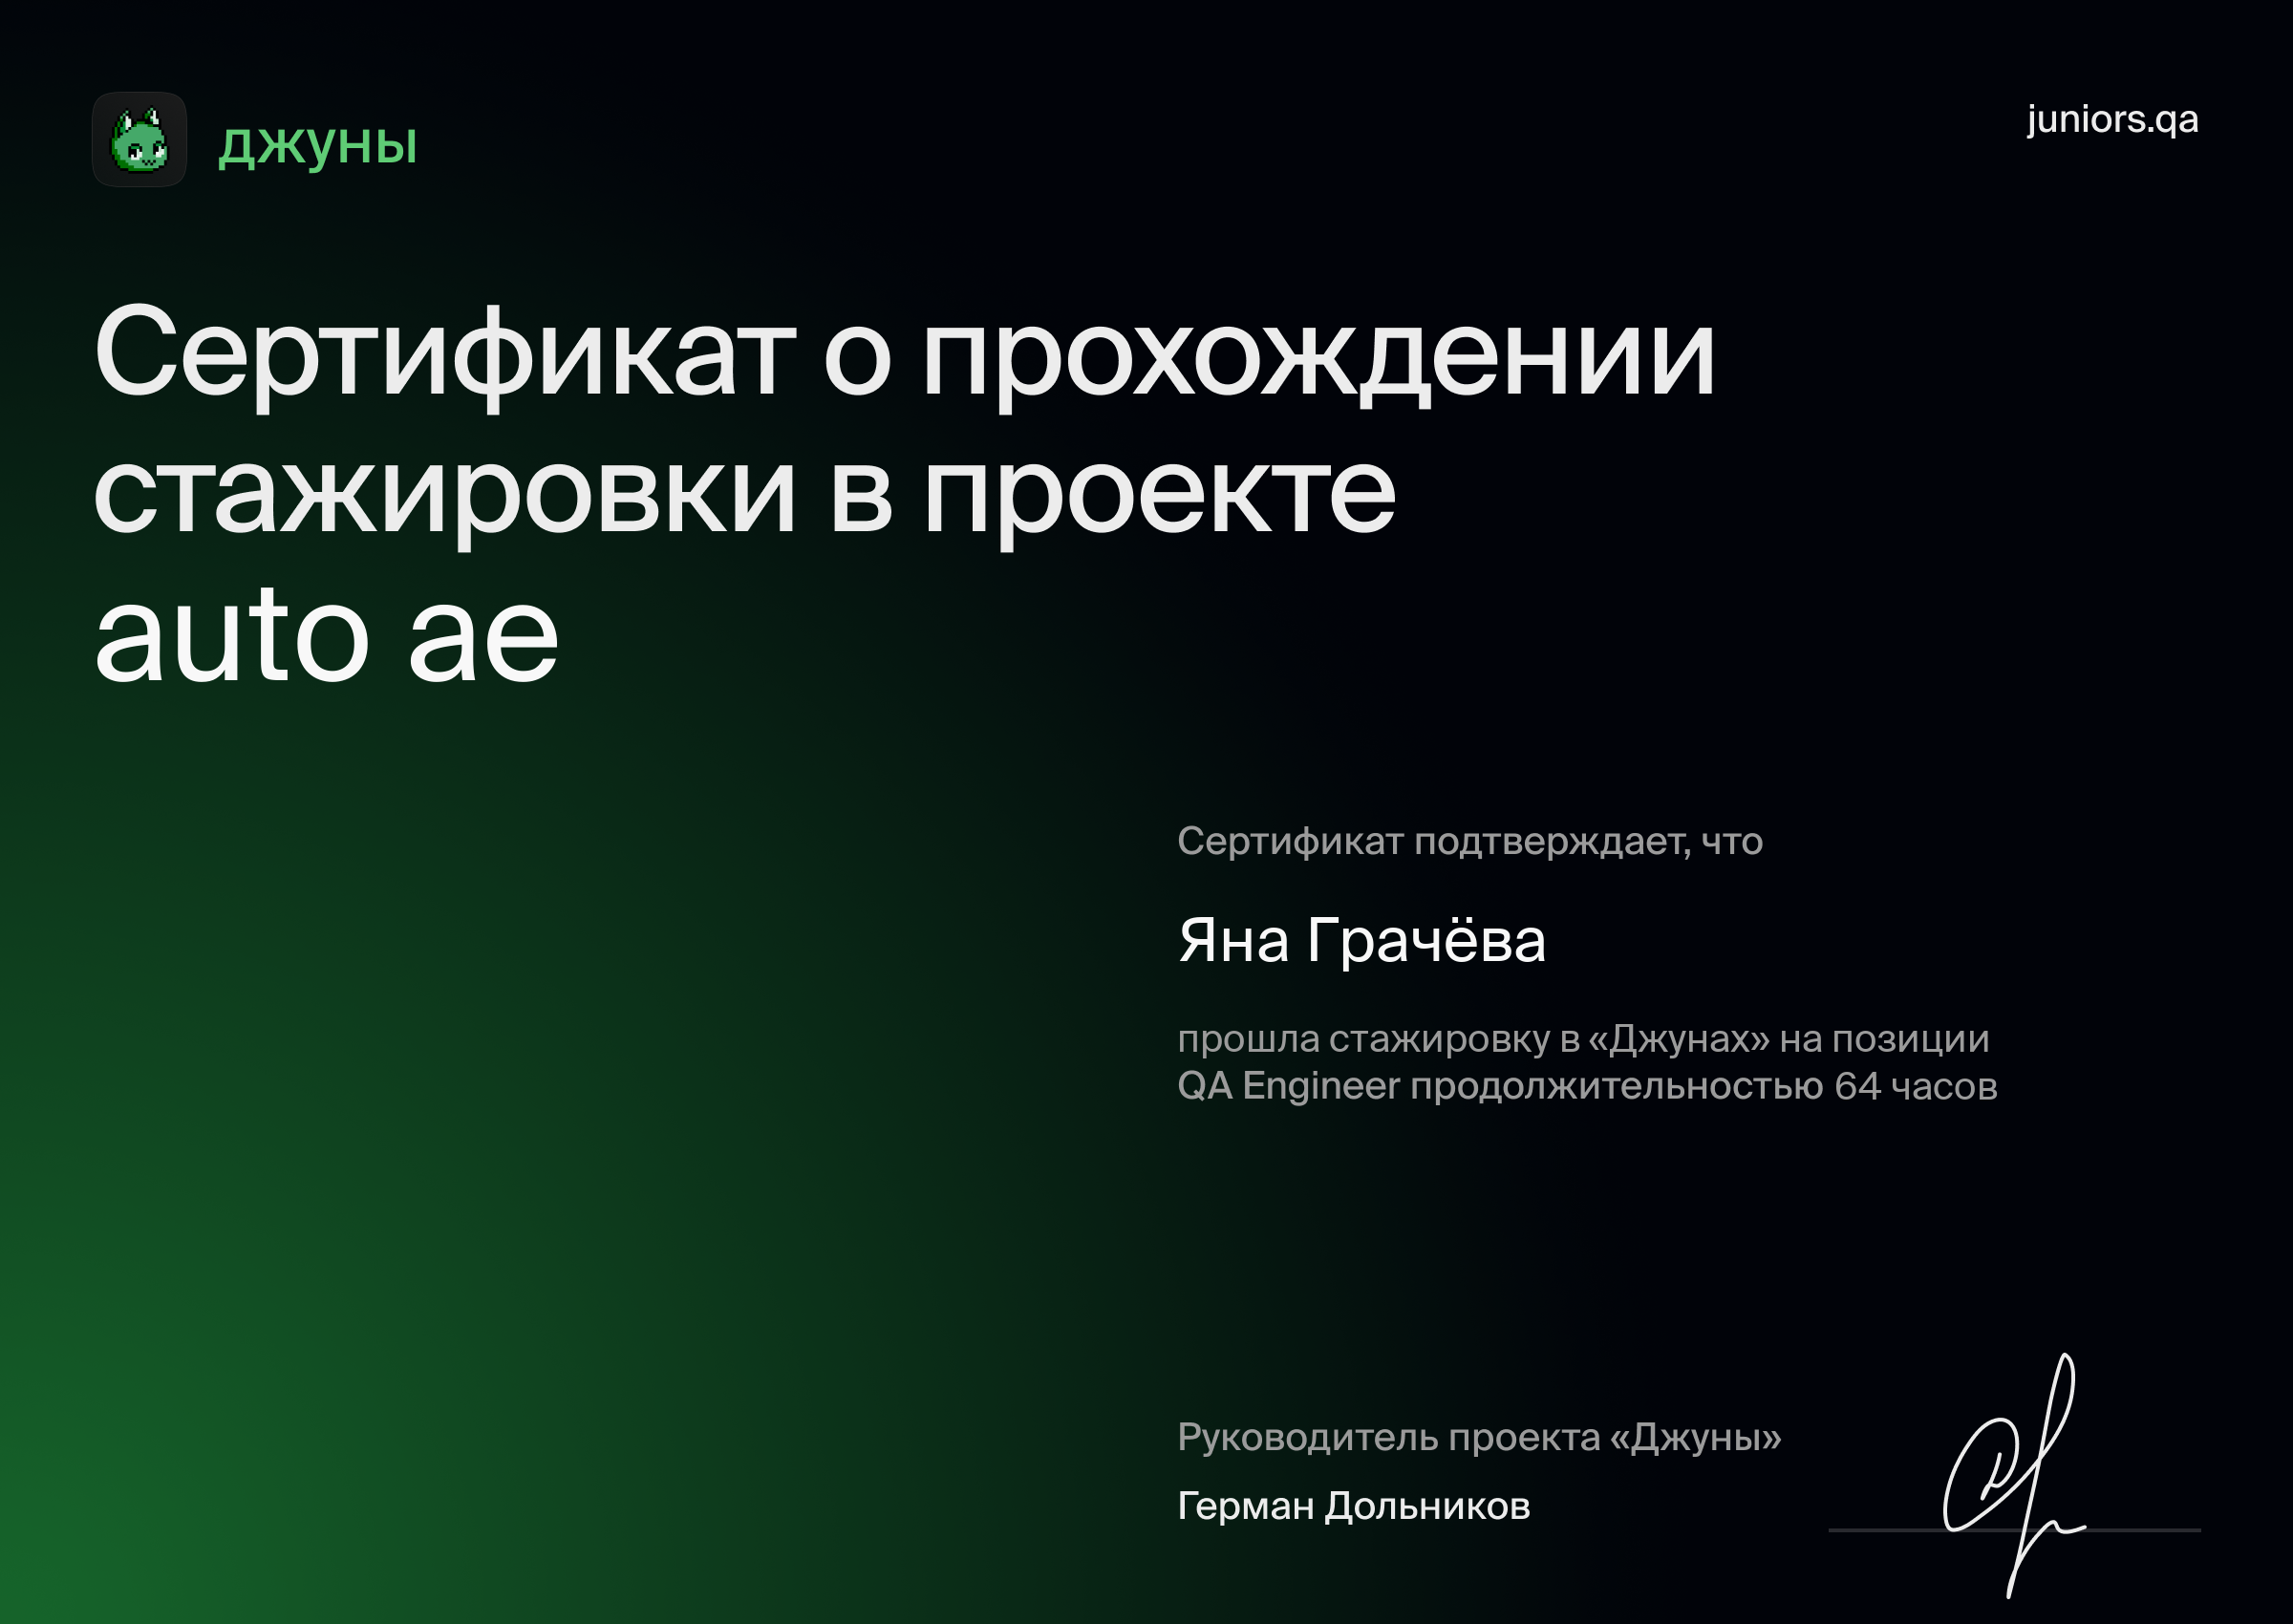 джуны
juniors.qa
Сертификат о прохождении
стажировки в проекте
auto ae
Сертификат подтверждает, что
Яна Грачёва
прошла стажировку в «Джунах» на позиции
QA Engineer продолжительностью 64 часов
Руководитель проекта «Джуны»
Герман Дольников